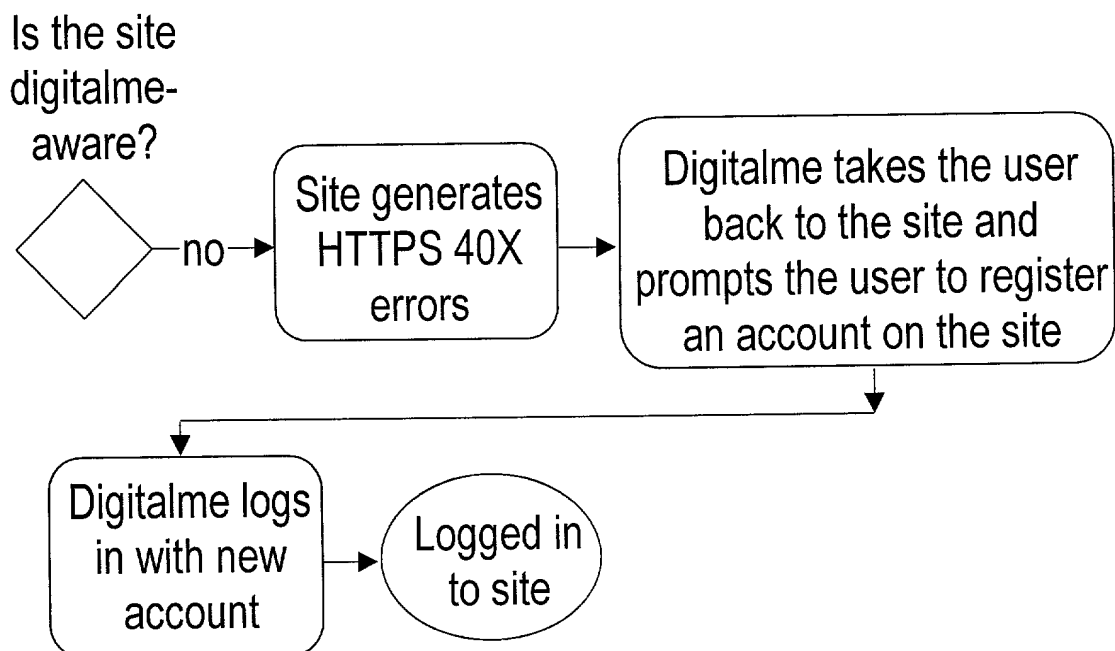 Is the site
digitalme-
aware?
no
Site generates
HTTPS 40X
errors
Digitalme takes the user
back to the site and
prompts the user to register
an account on the site
Digitalme logs
in with new
account
Logged in
to site